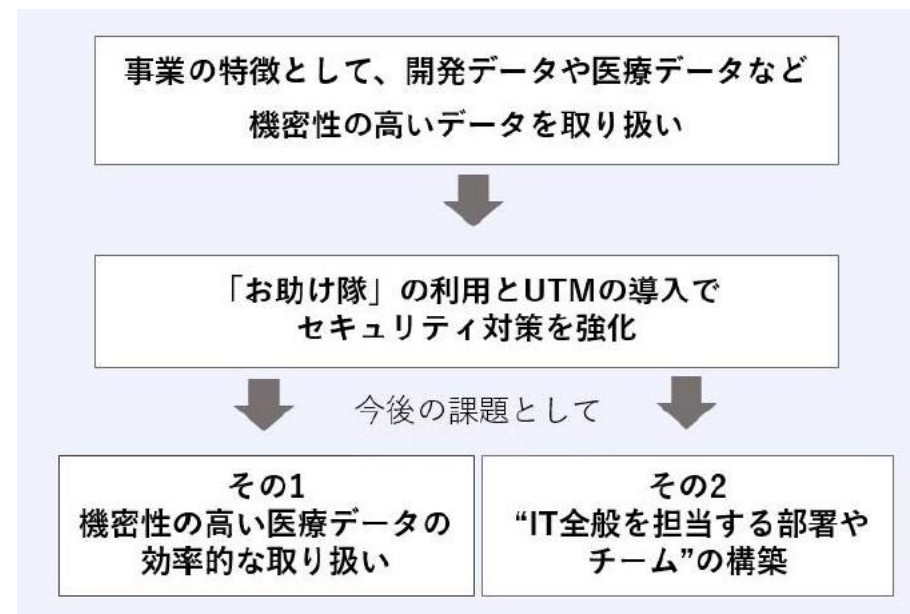 事業の特徴として、開発データや医療データなど
機密性の高いデータを取り扱い
「お助け隊」の利用とUTMの導入で
セキュリティ対策を強化
今後の課題として
その1
機密性の高い医療データの
効率的な取り扱い
その2
“IT全般を担当する部署や
チーム”の構築